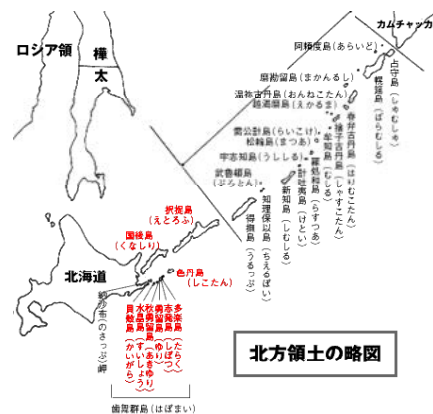 カムチャッカ
ロシア領
樺
太
阿頼度島(あらいど)
占守島(しゅむしゅ)
幌筵島(ぱらむしる)
磨勘留島(まかんるし)
温祢古丹島(おんねこたん)
越渇磨島(えかるま)
春弁古丹島(はりむこたん)
捨子古丹島(しゃすこたん)
牟知島(むしる)
雷公計島(らいこけ)
松輪島(まつあ)
羅処和島(らすつあ)
宇志知島(うししる)
計吐夷島(けとい)
新知島(しむしる)
武魯頓島
(ぶろとん)
知理保以島(ちえるぽい)
得撫島(うるっぷ)
択捉島
(えとろふ)
国後島
(くなしり)
色丹島
(しこたん)
北海道
納沙布(のさっぷ)岬
貝殻島(かいがら)
水晶島(すいしょう)
秋勇留島(あきゆり)
勇留島(ゆり)
志発島(しぼつ)
多楽島(たらく)
歯舞群島(はぼまい)
北方領土の略図